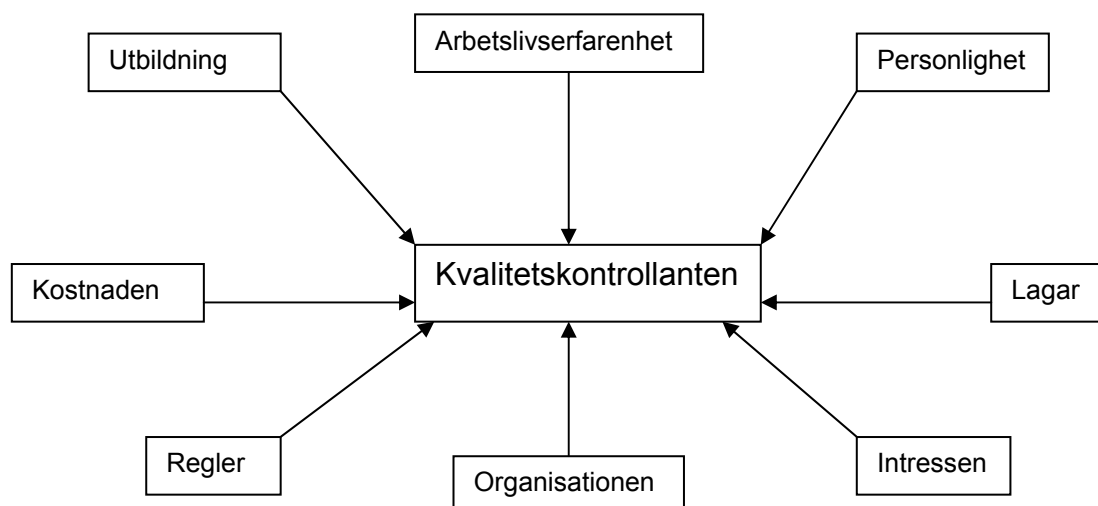 Utbildning
Arbetslivserfarenhet
Personlighet
Kvalitetskontrollanten
Kostnaden
Lagar
Regler
Organisationen
Intressen